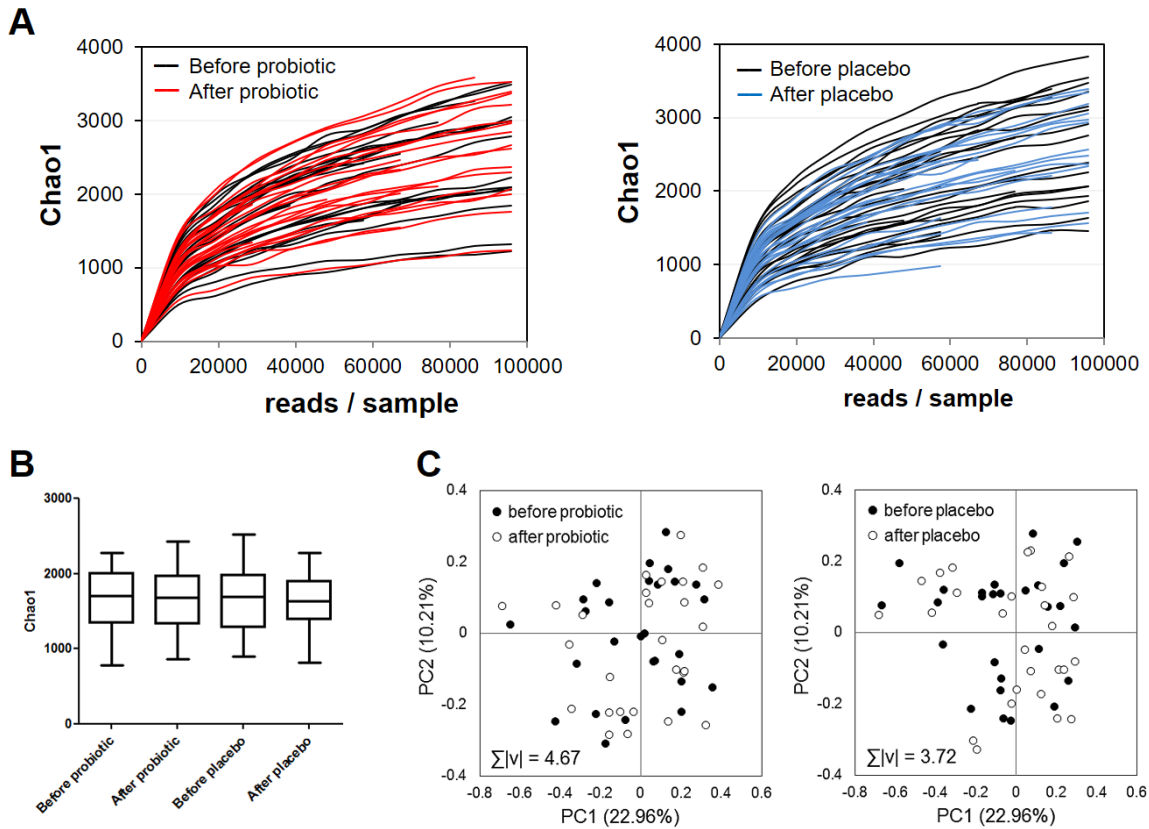 A
Chao1
4000
3000
2000
1000
0
Before probiotic
After probiotic
0 20000 40000 60000 80000 100000
reads / sample
Chao1
4000
3000
2000
1000
0
Before placebo
After placebo
0 20000 40000 60000 80000 100000
reads / sample
B
Chao1
3000
2000
1000
0
Before probiotic
After probiotic
Before placebo
After placebo
C
PC2 (10.21%)
0.4
0.2
0
-0.2
-0.4
before probiotic
after probiotic
∑|v| = 4.67
-0.8 -0.6 -0.4 -0.2 0 0.2 0.4 0.6
PC1 (22.96%)
PC2 (10.21%)
0.4
0.2
0
-0.2
-0.4
before placebo
after placebo
∑|v| = 3.72
-0.8 -0.6 -0.4 -0.2 0 0.2 0.4 0.6
PC1 (22.96%)